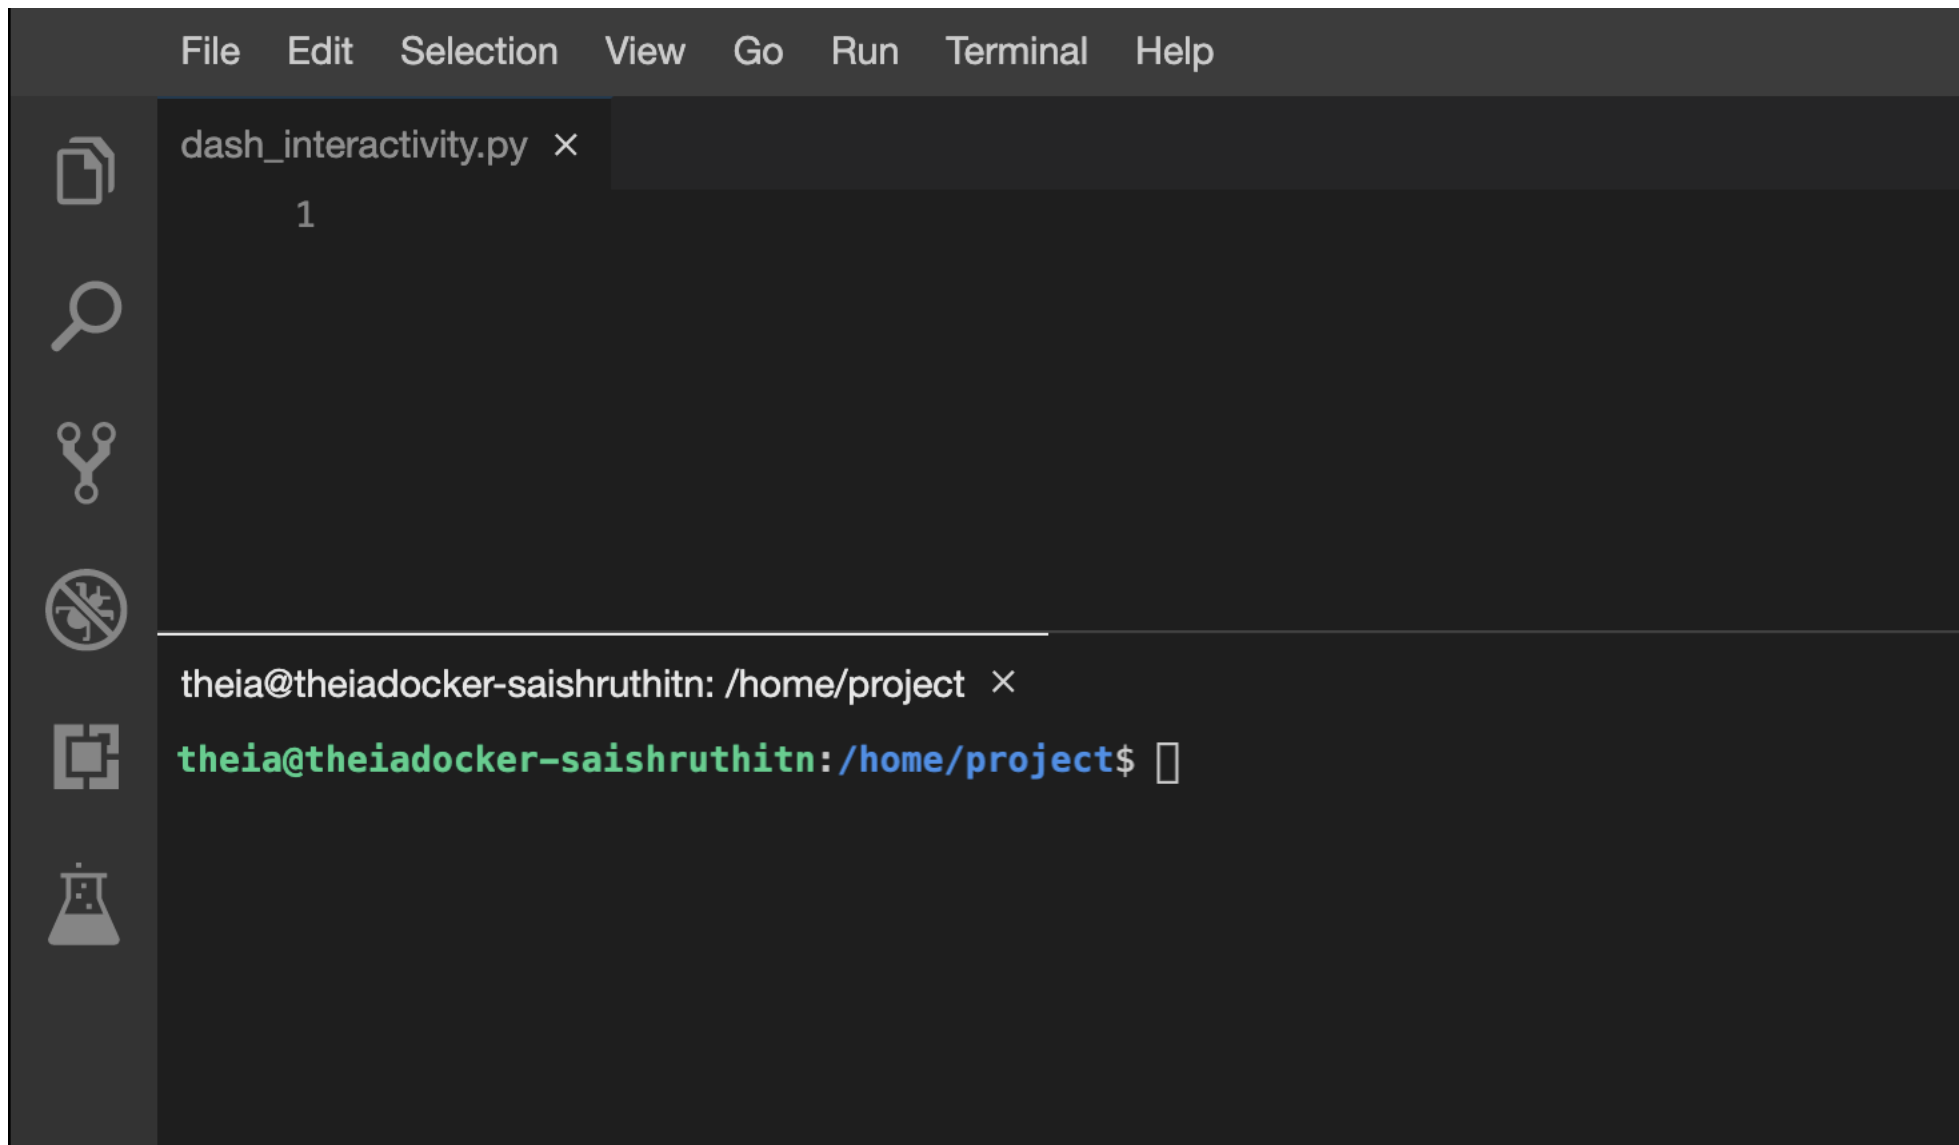 File Edit Selection View Go Run Terminal Help
dash_interactivity.py ×
1
theia@theiadocker-saishruthitn: /home/project ×
theia@theiadocker-saishruthitn:/home/project$